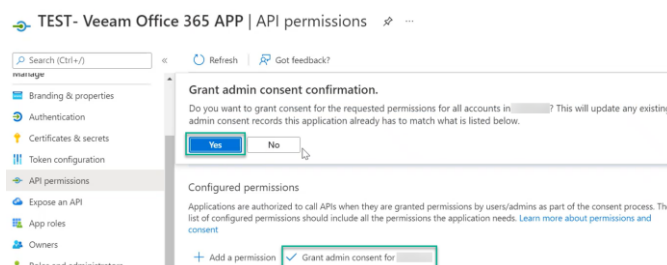 TEST- Veeam Office 365 APP | API permissions
Search (Ctrl+/)
«
Refresh
Got feedback?
Manage
Branding & properties
Authentication
Certificates & secrets
Token configuration
API permissions
Expose an API
App roles
Owners
Roles and administrators
Grant admin consent confirmation.
Do you want to grant consent for the requested permissions for all accounts in ? This will update any existing
admin consent records this application already has to match what is listed below.
Yes
No
Configured permissions
Applications are authorized to call APIs when they are granted permissions by users/admins as part of the consent process. The
list of configured permissions should include all the permissions the application needs. Learn more about permissions and
consent
Add a permission
Grant admin consent for